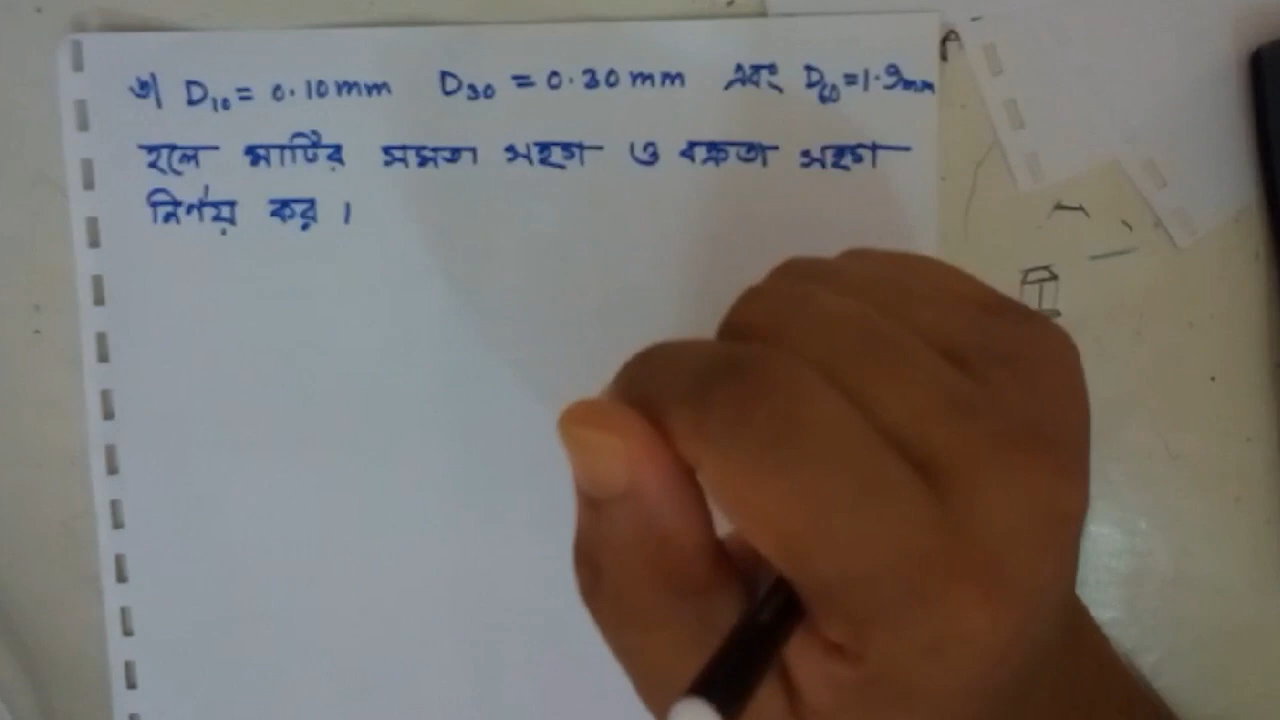 ৩| D₁₀ = 0.10mm D₃₀ = 0.30mm এবং D₆₀=1.9mm
হলে মাটির সমতা সহগ ও বক্রতা সহগ
নির্ণয় কর ।